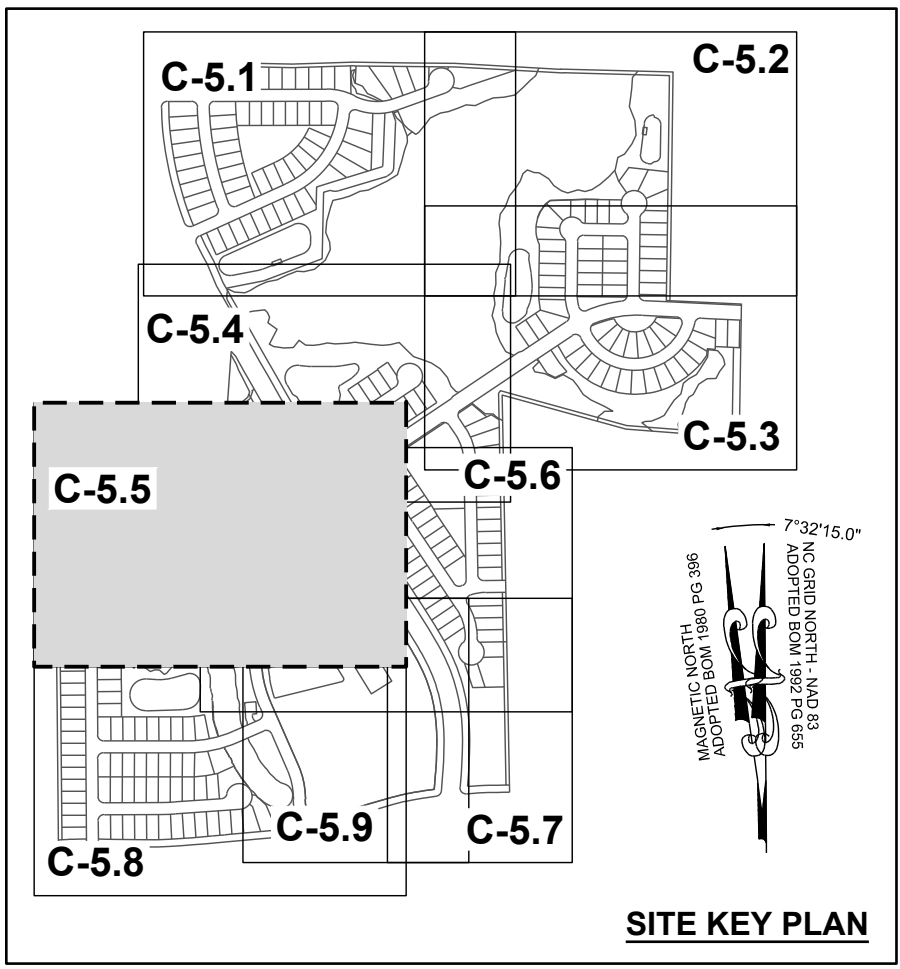 C-5.1
C-5.2
C-5.4
C-5.3
C-5.5
C-5.6
7°32'15.0"
MAGNETIC NORTH
ADOPTED BOM 1980 PG 396
NC GRID NORTH - NAD 83
ADOPTED BOM 1992 PG 655
C-5.9
C-5.7
C-5.8
SITE KEY PLAN